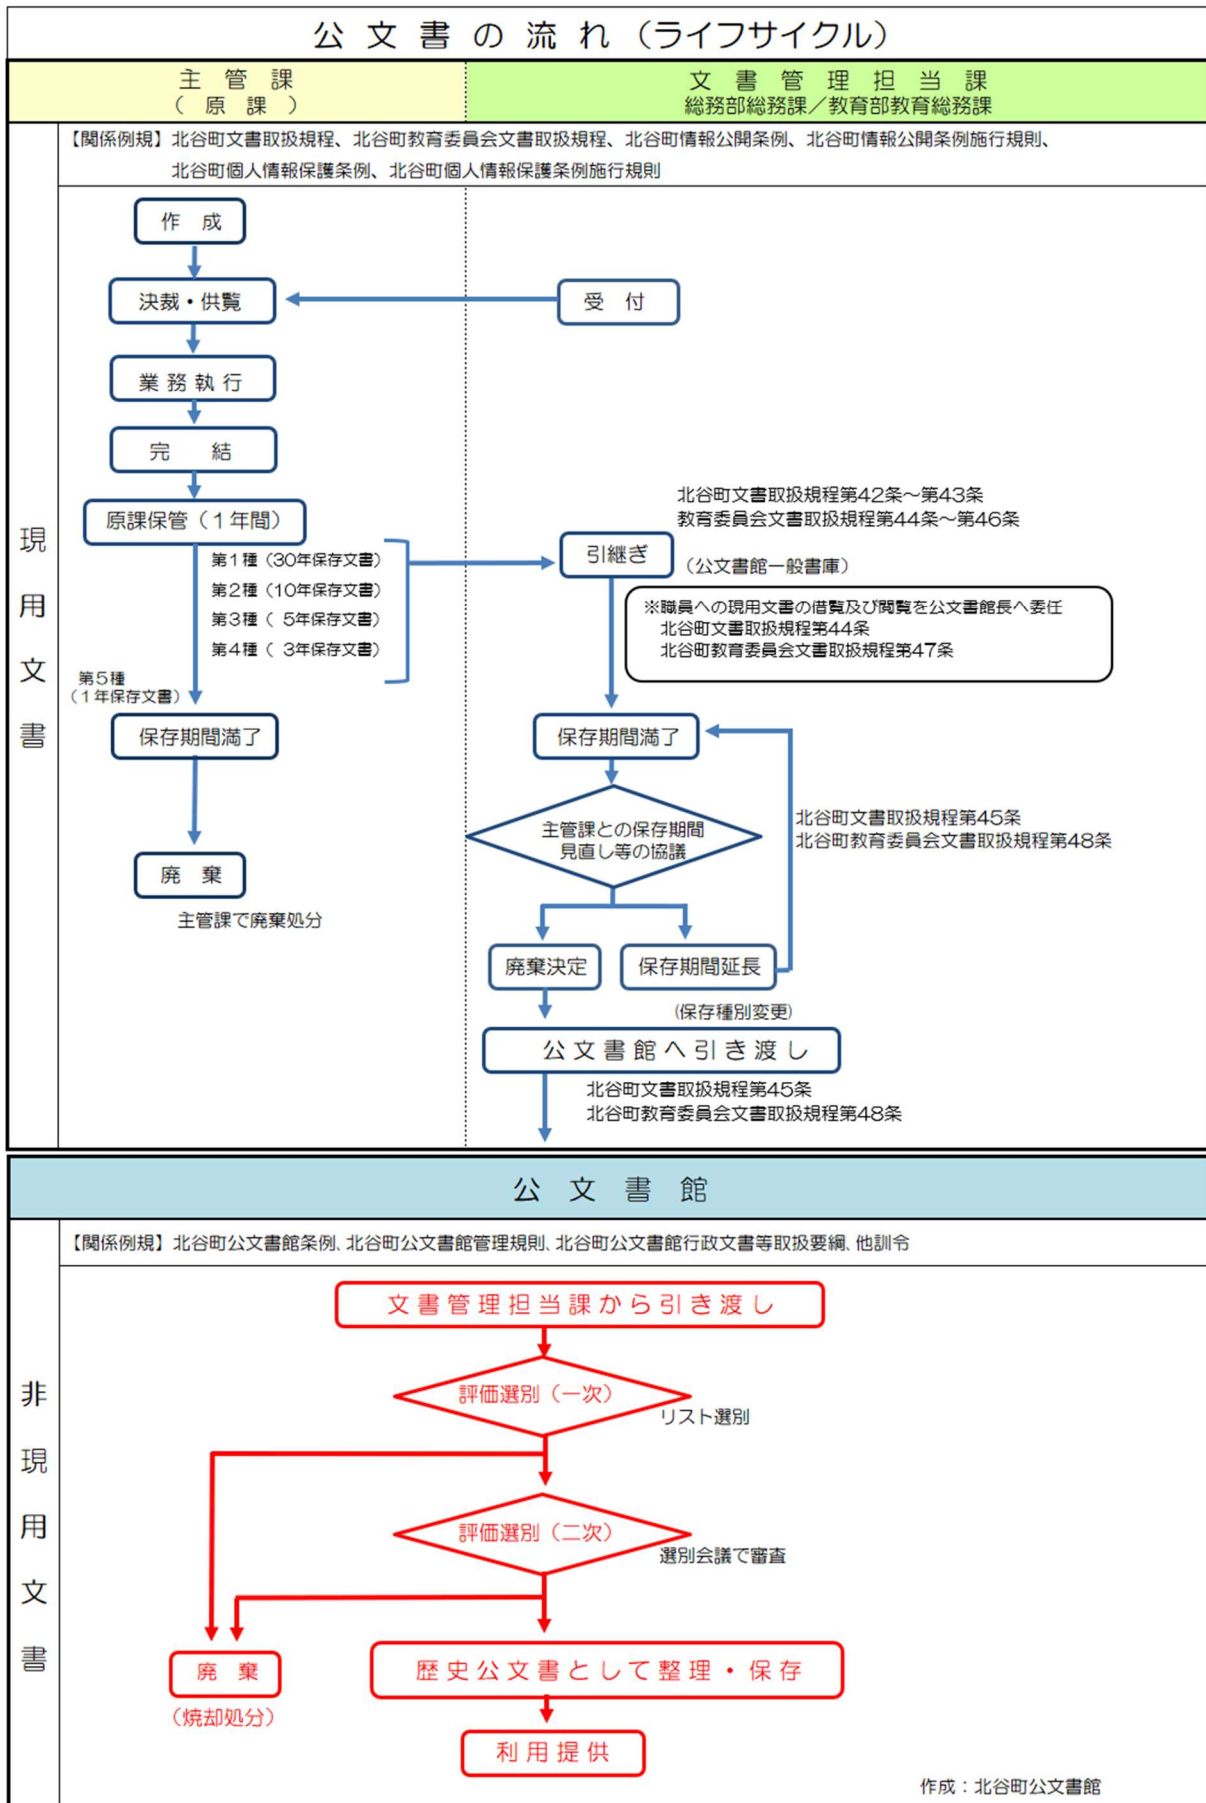 公文書の流れ（ライフサイクル）
主管課
（原課）
文書管理担当課
総務部総務課／教育部教育総務課
現用文書
【関係例規】北谷町文書取扱規程、北谷町教育委員会文書取扱規程、北谷町情報公開条例、北谷町情報公開条例施行規則、
北谷町個人情報保護条例、北谷町個人情報保護条例施行規則
作成
決裁・供覧
受付
業務執行
完結
原課保管（１年間）
第１種（30年保存文書）
第２種（10年保存文書）
第３種（ 5年保存文書）
第４種（ 3年保存文書）
第５種
（１年保存文書）
保存期間満了
廃棄
主管課で廃棄処分
北谷町文書取扱規程第42条～第43条
教育委員会文書取扱規程第44条～第46条
引継ぎ
（公文書館一般書庫）
※職員への現用文書の借覧及び閲覧を公文書館長へ委任
北谷町文書取扱規程第44条
北谷町教育委員会文書取扱規程第47条
保存期間満了
主管課との保存期間
見直し等の協議
北谷町文書取扱規程第45条
北谷町教育委員会文書取扱規程第48条
廃棄決定
保存期間延長
(保存種別変更)
公文書館へ引き渡し
北谷町文書取扱規程第45条
北谷町教育委員会文書取扱規程第48条
公文書館
非現用文書
【関係例規】北谷町公文書館条例、北谷町公文書館管理規則、北谷町公文書館行政文書等取扱要綱、他訓令
文書管理担当課から引き渡し
評価選別（一次）
リスト選別
評価選別（二次）
選別会議で審査
廃棄
（焼却処分）
歴史公文書として整理・保存
利用提供
作成：北谷町公文書館